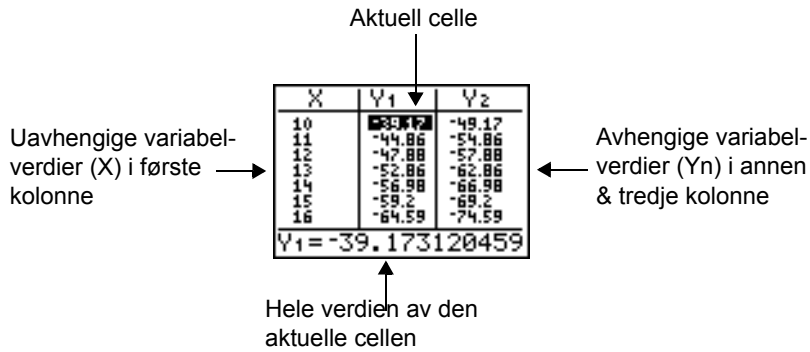 Aktuell celle
Uavhengige variabel-
verdier (X) i første
kolonne
X Y1 Y2
10 -39.17 -49.17
11 -44.86 -54.86
12 -47.88 -57.88
13 -52.86 -62.86
14 -56.98 -66.98
15 -59.2 -69.2
16 -64.59 -74.59
Y1=-39.173120459
Avhengige variabel-
verdier (Yn) i annen
& tredje kolonne
Hele verdien av den
aktuelle cellen